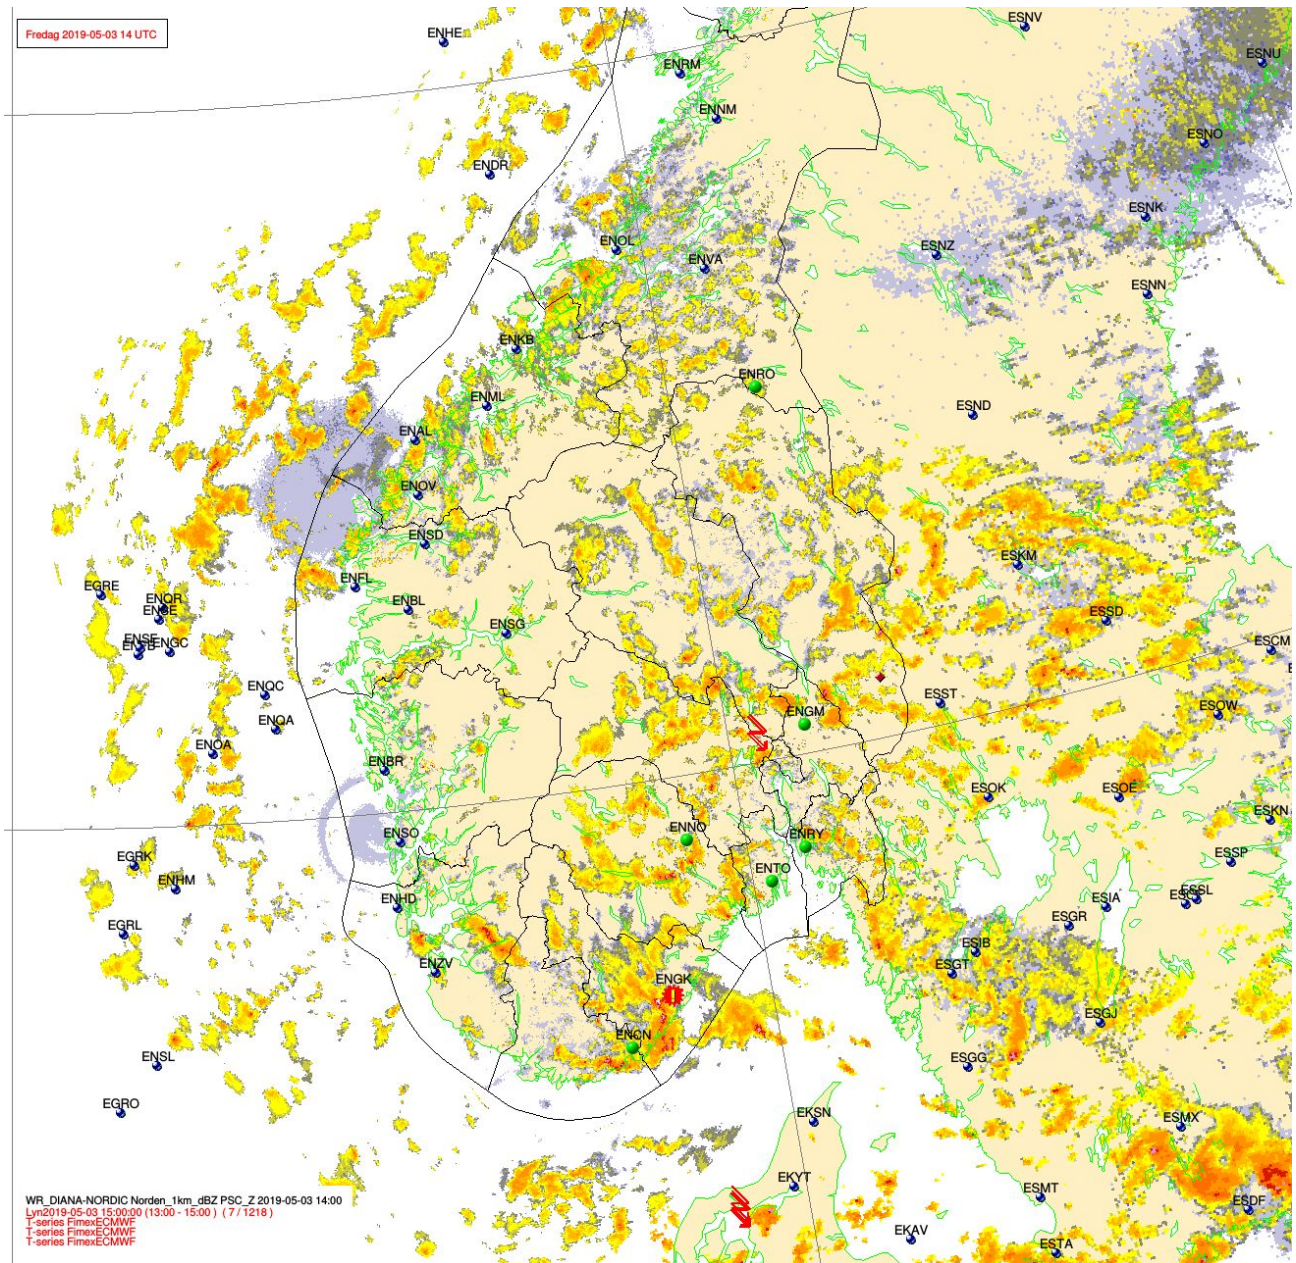 Fredag 2019-05-03 14 UTC
ESNV
ENHE
ESNU
ENRM
ENNM
ESNO
ENDR
ESNK
ENOL
ESNZ
ENVA
ESNN
ENKB
ENRO
ENML
ESND
ENAL
ENOV
ENSD
ESKM
EGRE
ENFL
ENQR
ENBL
ESSD
ENSG
ENGC
ESCM
ENQC
ESST
ENGM
ESOW
ENQA
ENOA
ENBR
ESOK
ESOE
ESKN
ENNO
ENRY
ENSO
ESSP
EGRK
ENTO
ENHM
ESSL
ESIA
ENHD
ESGR
EGRL
ESIB
ENZV
ESGT
ENGK
ESGJ
ENCN
ENSL
ESGG
EGRO
EKSN
ESMX
EKYT
ESMT
ESDF
EKAV
ESTA
WR_DIANA-NORDIC Norden_1km_dBZ PSC_Z 2019-05-03 14:00
Lyn2019-05-03 15:00:00 (13:00 - 15:00 ) ( 7 / 1218 )
T-series FimexECMWF
T-series FimexECMWF
T-series FimexECMWF